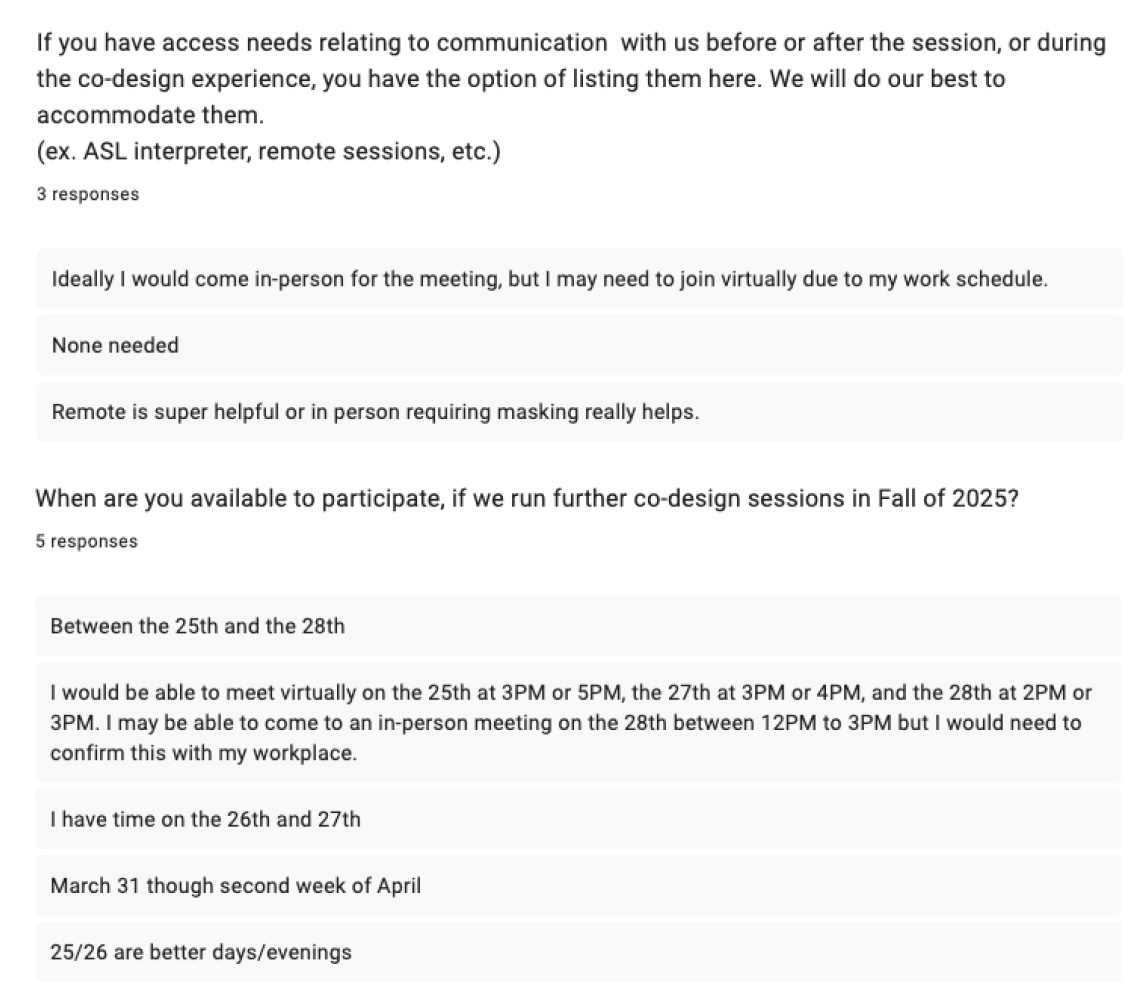 If you have access needs relating to communication  with us before or after the session, or during
the co-design experience, you have the option of listing them here. We will do our best to
accommodate them.
(ex. ASL interpreter, remote sessions, etc.)
3 responses
Ideally I would come in-person for the meeting, but I may need to join virtually due to my work schedule.
None needed
Remote is super helpful or in person requiring masking really helps.
When are you available to participate, if we run further co-design sessions in Fall of 2025?
5 responses
Between the 25th and the 28th
I would be able to meet virtually on the 25th at 3PM or 5PM, the 27th at 3PM or 4PM, and the 28th at 2PM or
3PM. I may be able to come to an in-person meeting on the 28th between 12PM to 3PM but I would need to
confirm this with my workplace.
I have time on the 26th and 27th
March 31 though second week of April
25/26 are better days/evenings